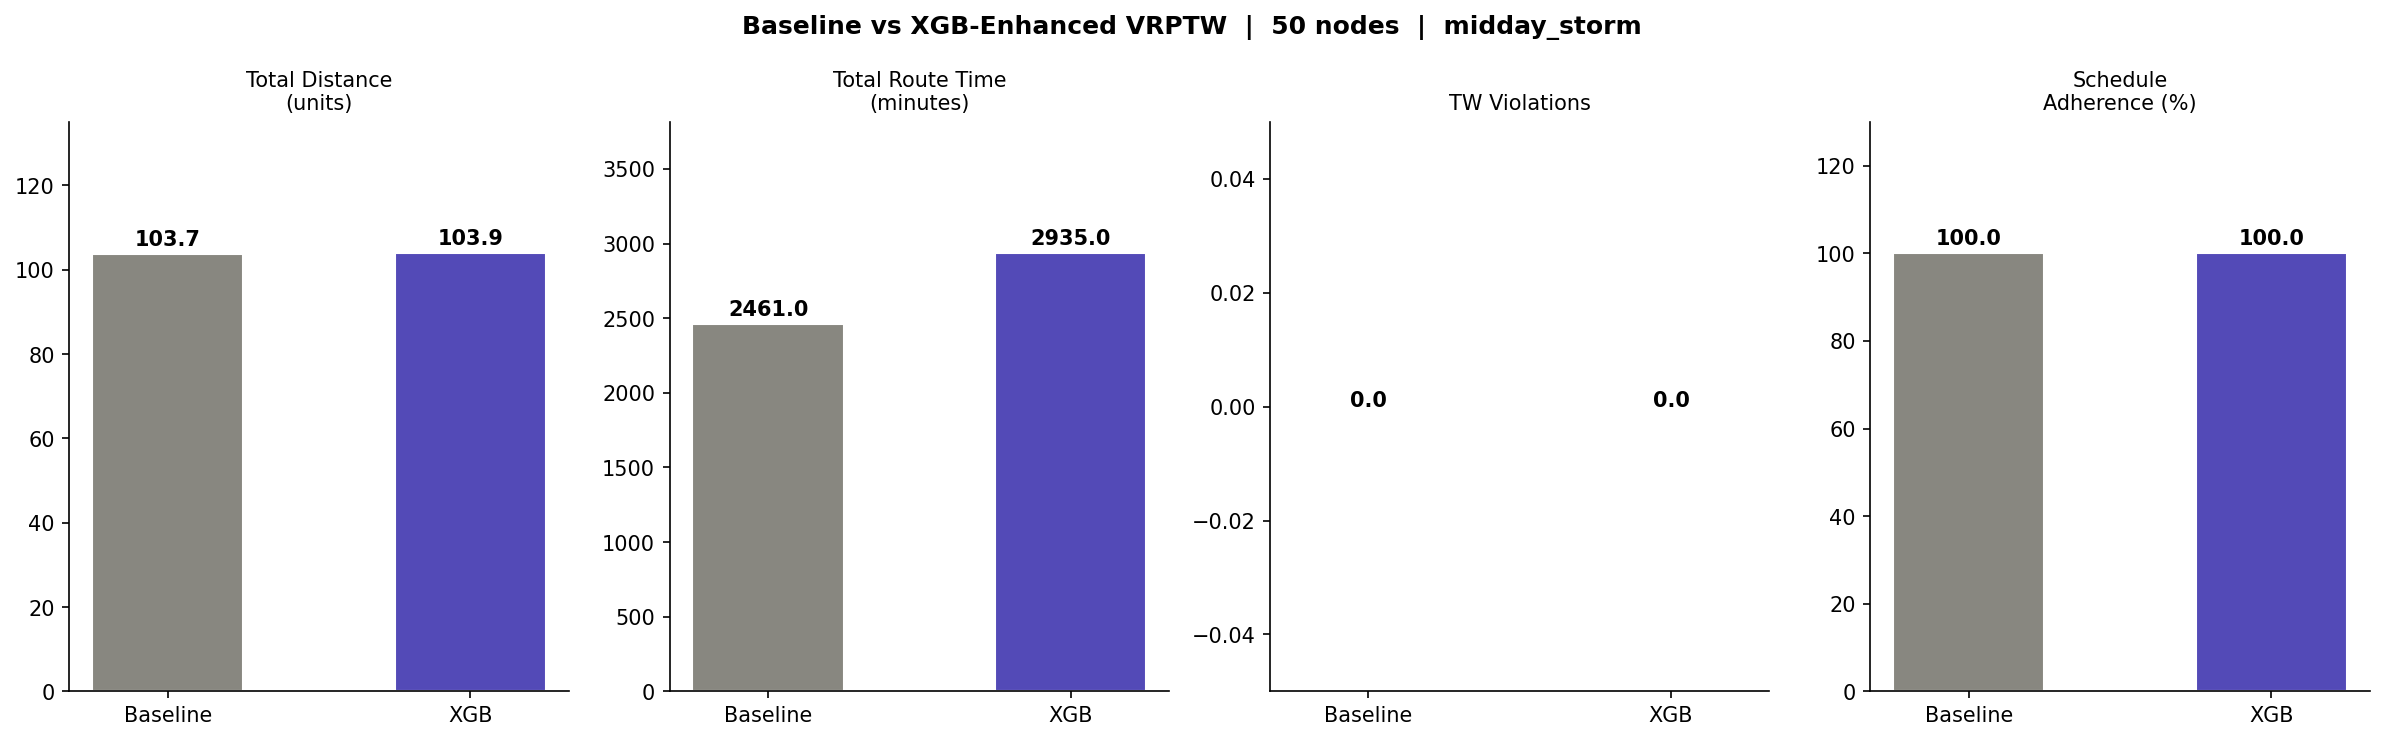 Baseline vs XGB-Enhanced VRPTW | 50 nodes | midday_storm
Total Distance
(units)
120
100
80
60
40
20
0
103.7
103.9
Baseline
XGB
Total Route Time
(minutes)
3500
3000
2500
2000
1500
1000
500
0
2461.0
2935.0
Baseline
XGB
TW Violations
0.04
0.02
0.00
−0.02
−0.04
0.0
0.0
Baseline
XGB
Schedule
Adherence (%)
120
100
80
60
40
20
0
100.0
100.0
Baseline
XGB